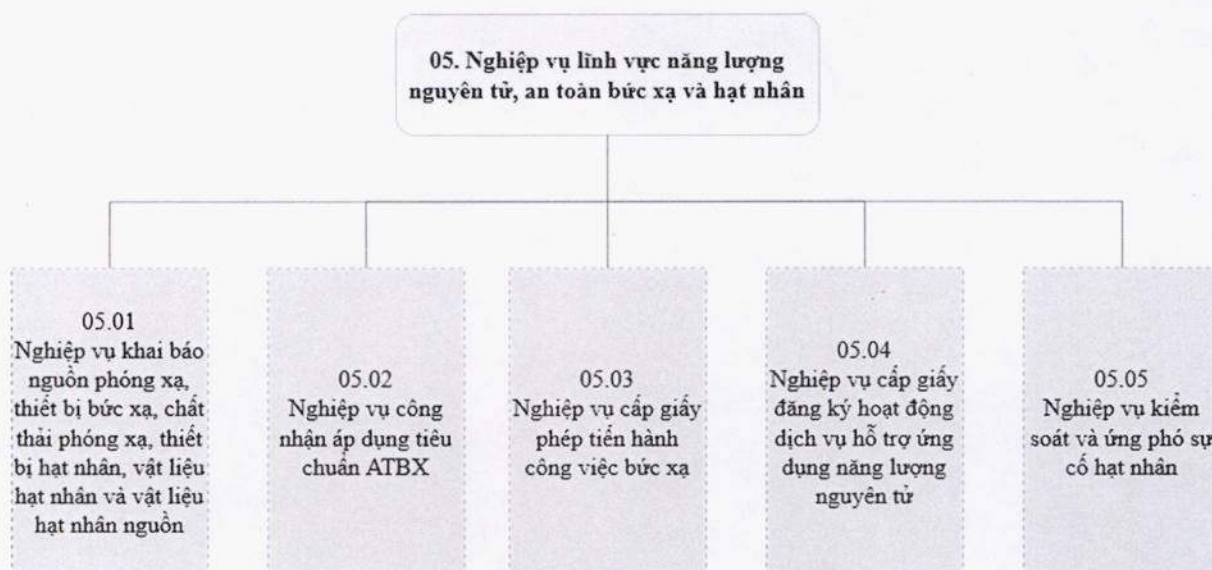 05. Nghiệp vụ lĩnh vực năng lượng
nguyên tử, an toàn bức xạ và hạt nhân
05.01
Nghiệp vụ khai báo
nguồn phóng xạ,
thiết bị bức xạ, chất
thải phóng xạ, thiết
bị hạt nhân, vật liệu
hạt nhân và vật liệu
hạt nhân nguồn
05.02
Nghiệp vụ công
nhận áp dụng tiêu
chuẩn ATBX
05.03
Nghiệp vụ cấp giấy
phép tiến hành
công việc bức xạ
05.04
Nghiệp vụ cấp giấy
đăng ký hoạt động
dịch vụ hỗ trợ ứng
dụng năng lượng
nguyên tử
05.05
Nghiệp vụ kiểm
soát và ứng phó sự
cố hạt nhân